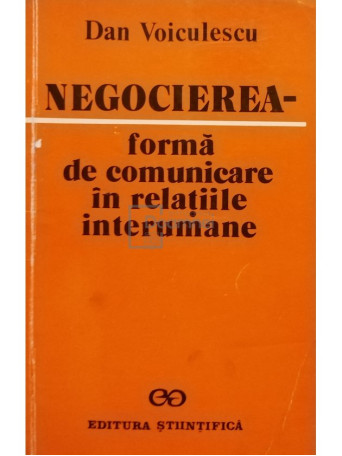 Dan Voiculescu
NEGOCIEREA-
formă
de comunicare
în relațiile
interumane
EDITURA ȘTIINȚIFICĂ